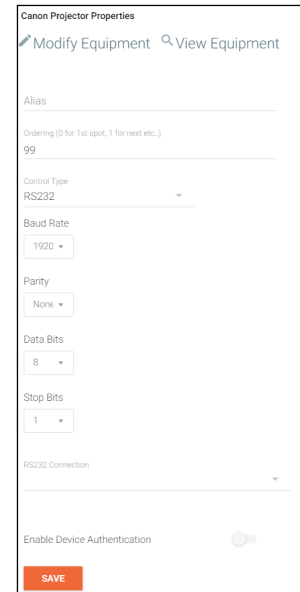 Canon Projector Properties
Modify Equipment View Equipment
Alias
Ordering (0 for 1st spot, 1 for next etc..)
99
Control Type
RS232
Baud Rate
1920
Parity
None
Data Bits
8
Stop Bits
1
RS232 Connection
Enable Device Authentication
SAVE